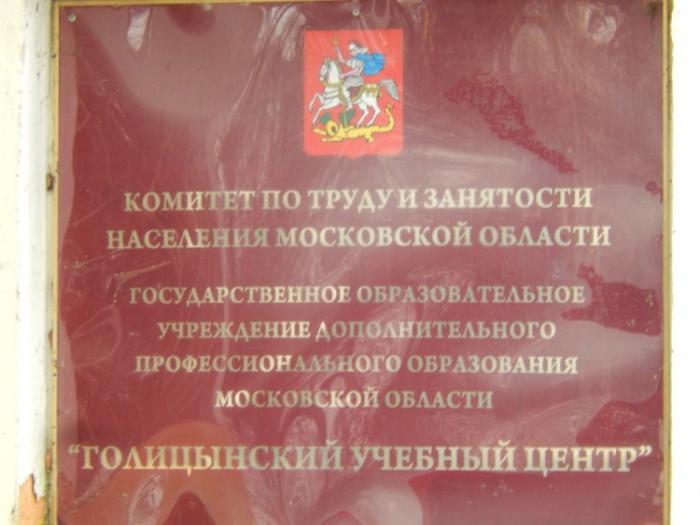 КОМИТЕТ ПО ТРУДУ И ЗАНЯТОСТИ
НАСЕЛЕНИЯ МОСКОВСКОЙ ОБЛАСТИ
ГОСУДАРСТВЕННОЕ ОБРАЗОВАТЕЛЬНОЕ
УЧРЕЖДЕНИЕ ДОПОЛНИТЕЛЬНОГО
ПРОФЕССИОНАЛЬНОГО ОБРАЗОВАНИЯ
МОСКОВСКОЙ ОБЛАСТИ
“ГОЛИЦЫНСКИЙ УЧЕБНЫЙ ЦЕНТР”